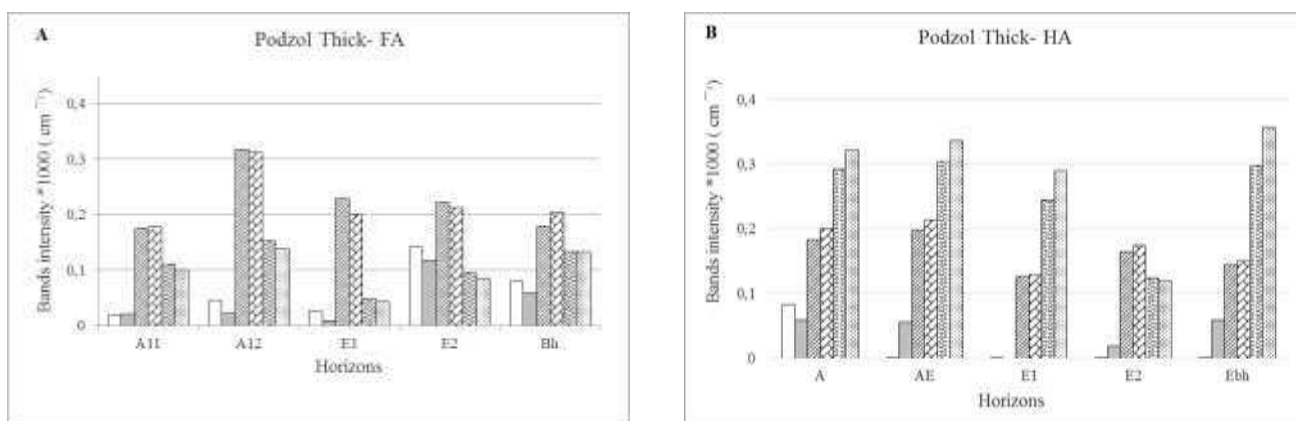 A
Podzol Thick- FA
Bands intensity *1000 ( cm⁻¹)
0,4
0,3
0,2
0,1
0
A11 A12 E1 E2 Bh
Horizons
B
Podzol Thick- HA
Bands intensity *1000 ( cm⁻¹)
0,4
0,3
0,2
0,1
0
A AE E1 E2 Ebh
Horizons